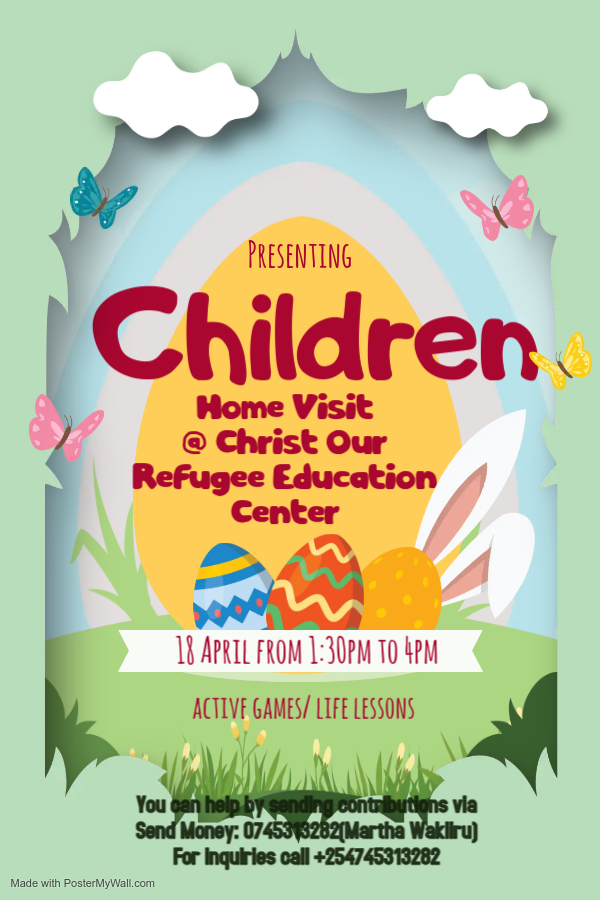 Presenting
Children
Home Visit
@ Christ Our
Refugee Education
Center
18 April from 1:30pm to 4pm
active games/ life lessons
You can help by sending contributions via
Send Money: 0745313282(Martha Wakiiru)
For inquiries call +254745313282
Made with PosterMyWall.com